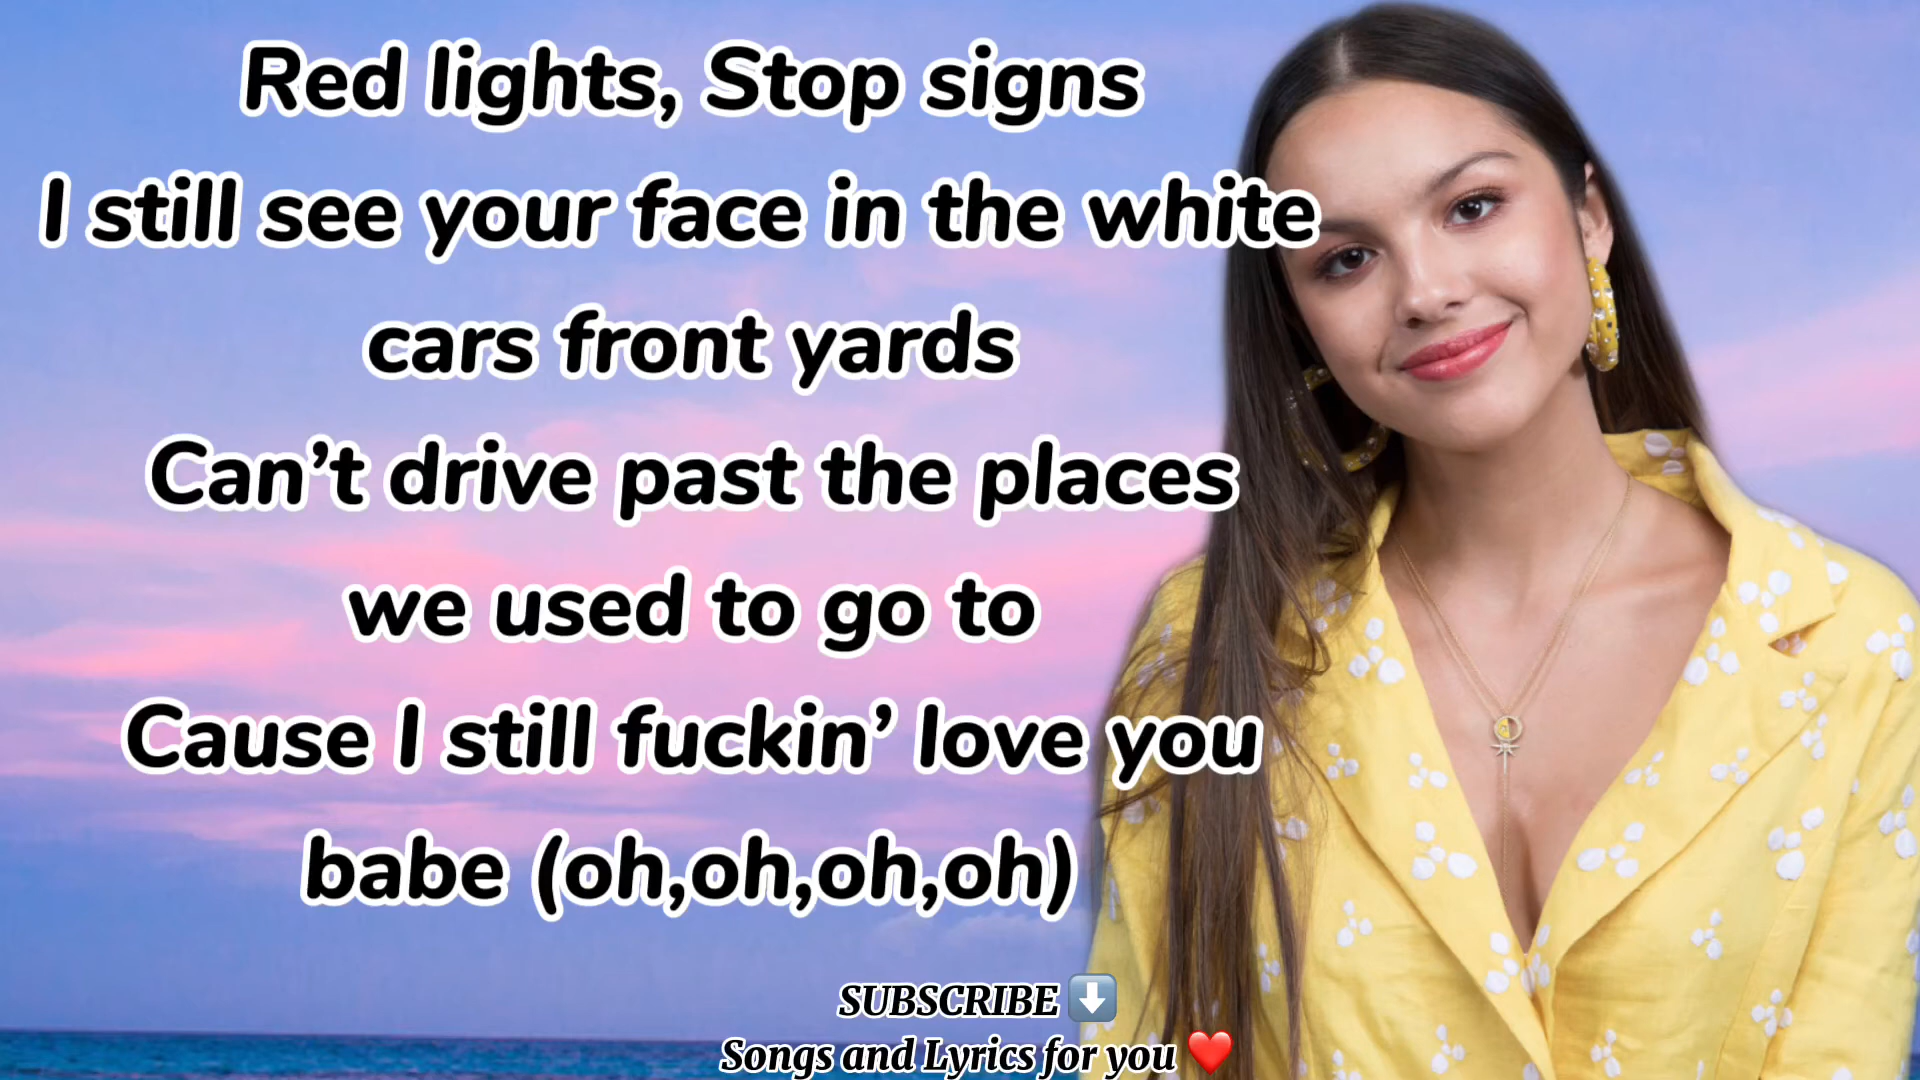 Red lights, Stop signs
I still see your face in the white
cars front yards
Can’t drive past the places
we used to go to
Cause I still fuckin’ love you
babe (oh,oh,oh,oh)
SUBSCRIBE ⬇️
Songs and Lyrics for you ❤️